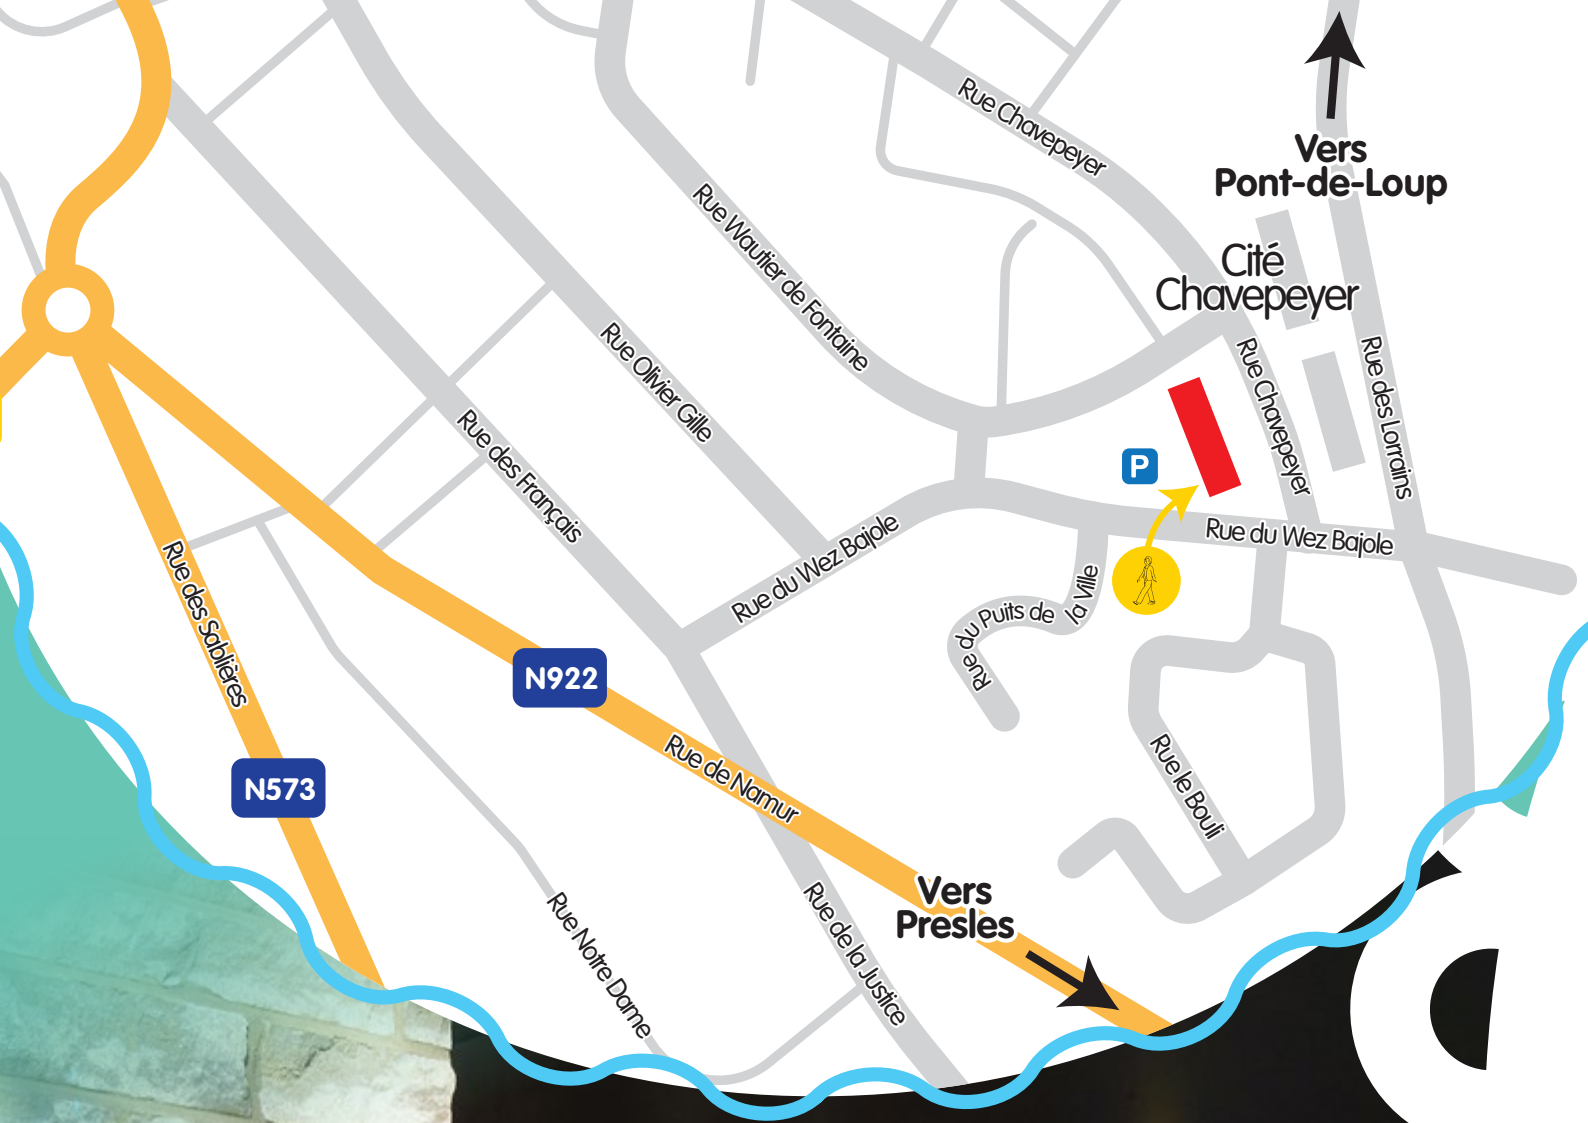 Rue Chavepeyer
Vers
Pont-de-Loup
Rue Wautier de Fontaine
Cité
Chavepeyer
Rue Olivier Gille
Rue Chavepeyer
Rue des Lorrains
Rue des Français
P
Rue du Wez Bajole
Rue du Wez Bajole
Rue des Sablières
Rue du Puits de
la Ville
N922
Rue de Namur
Rue le Bouli
N573
Vers
Presles
Rue de la Justice
Rue Notre Dame